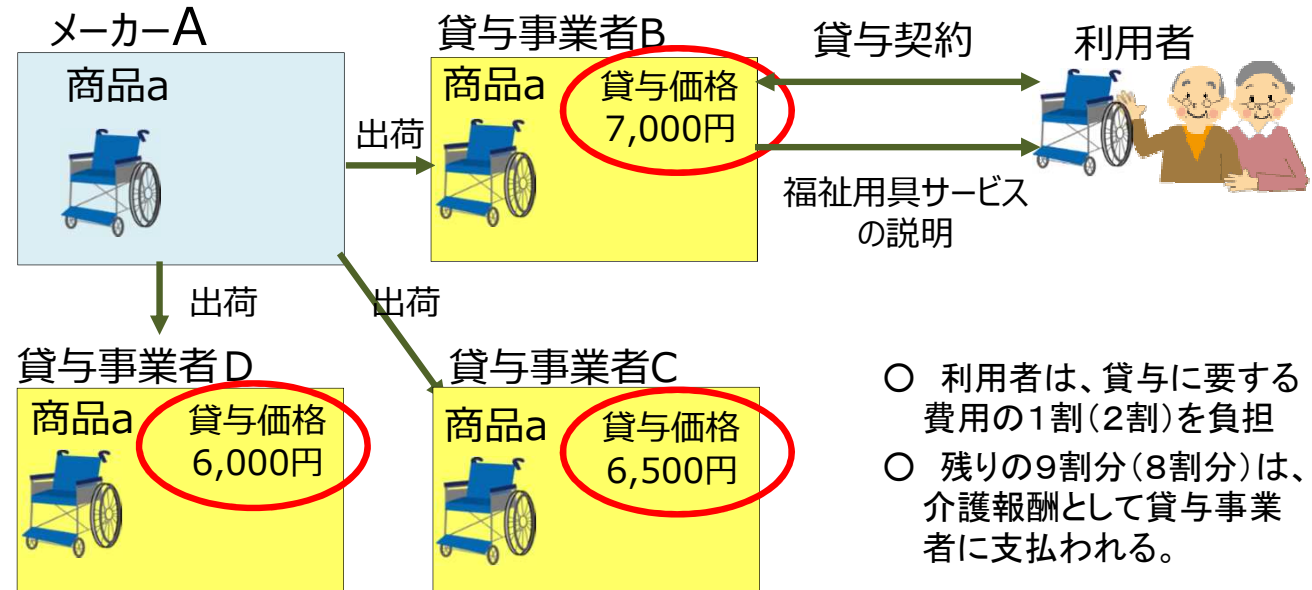 メーカーA
商品a
出荷
貸与事業者B
商品a
貸与価格
7,000円
貸与契約
利用者
福祉用具サービス
の説明
出荷
出荷
貸与事業者D
商品a
貸与価格
6,000円
貸与事業者C
商品a
貸与価格
6,500円
○ 利用者は、貸与に要する
費用の1割(2割)を負担
○ 残りの9割分(8割分)は、
介護報酬として貸与事業
者に支払われる。